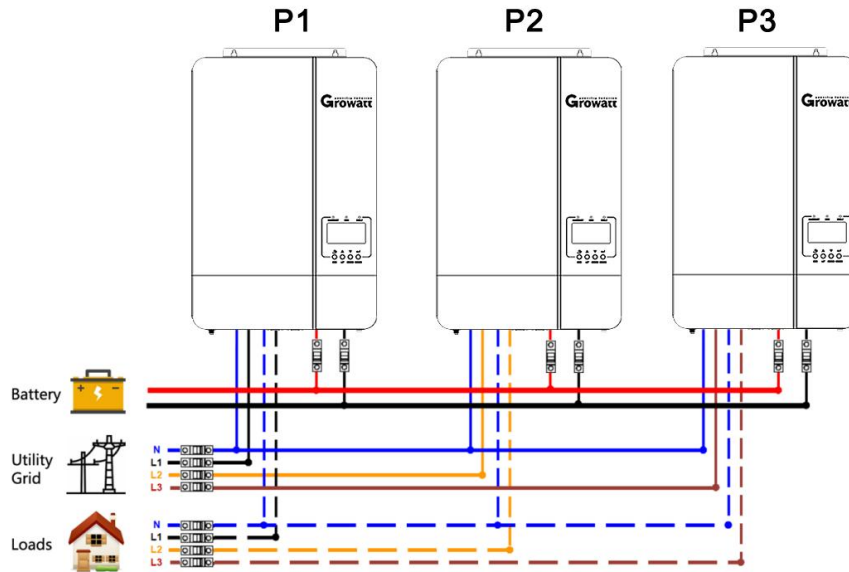 P1
P2
P3
Growatt
Growatt
Growatt
Battery
Utility
Grid
N
L1
L2
L3
Loads
N
L1
L2
L3